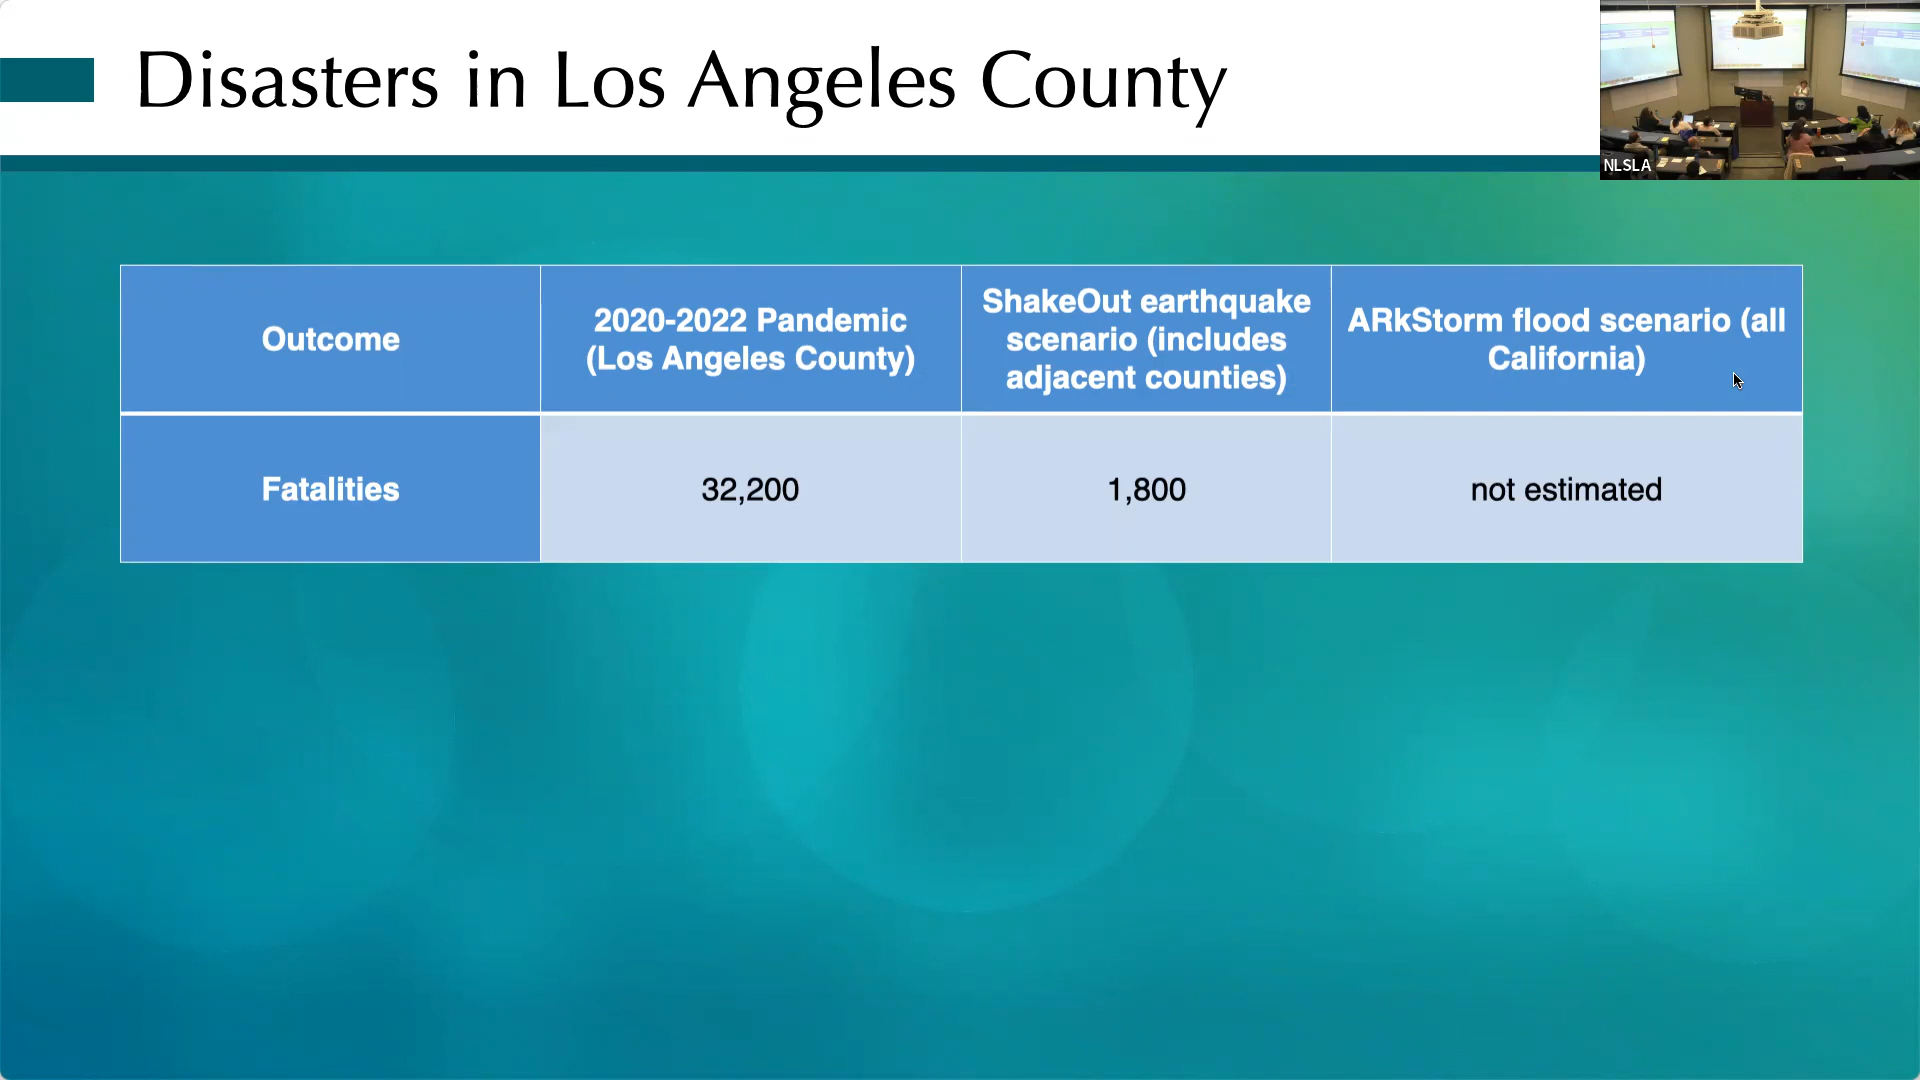 Disasters in Los Angeles County
NLSLA
Outcome
2020-2022 Pandemic
(Los Angeles County)
ShakeOut earthquake
scenario (includes
adjacent counties)
ARkStorm flood scenario (all
California)
Fatalities
32,200
1,800
not estimated